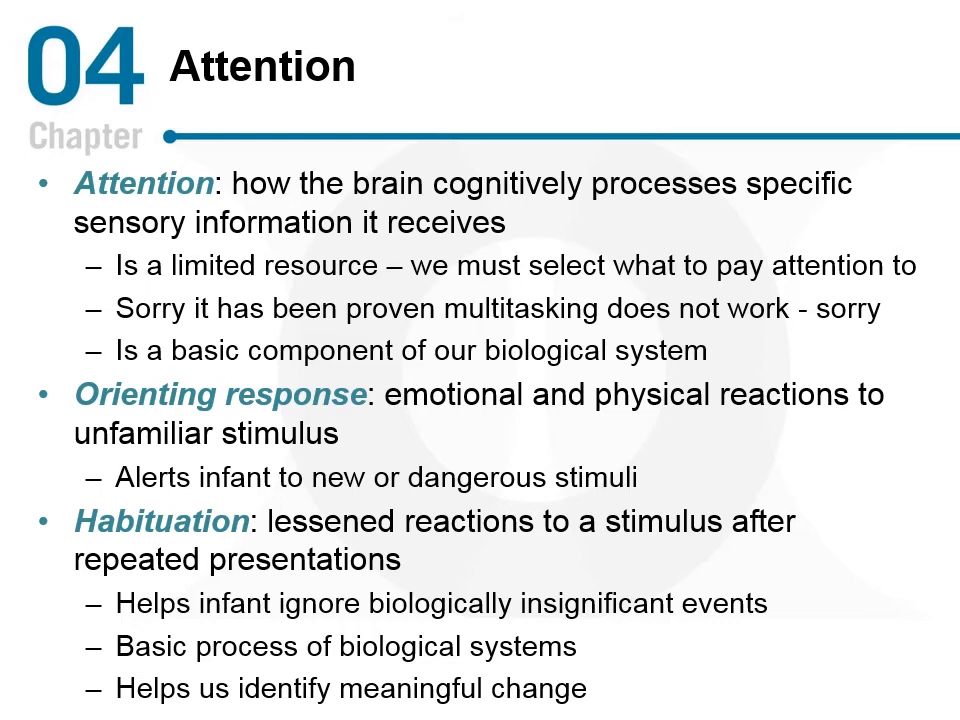 04 Attention
Chapter
• Attention: how the brain cognitively processes specific
sensory information it receives
– Is a limited resource – we must select what to pay attention to
– Sorry it has been proven multitasking does not work - sorry
– Is a basic component of our biological system
• Orienting response: emotional and physical reactions to
unfamiliar stimulus
– Alerts infant to new or dangerous stimuli
• Habituation: lessened reactions to a stimulus after
repeated presentations
– Helps infant ignore biologically insignificant events
– Basic process of biological systems
– Helps us identify meaningful change